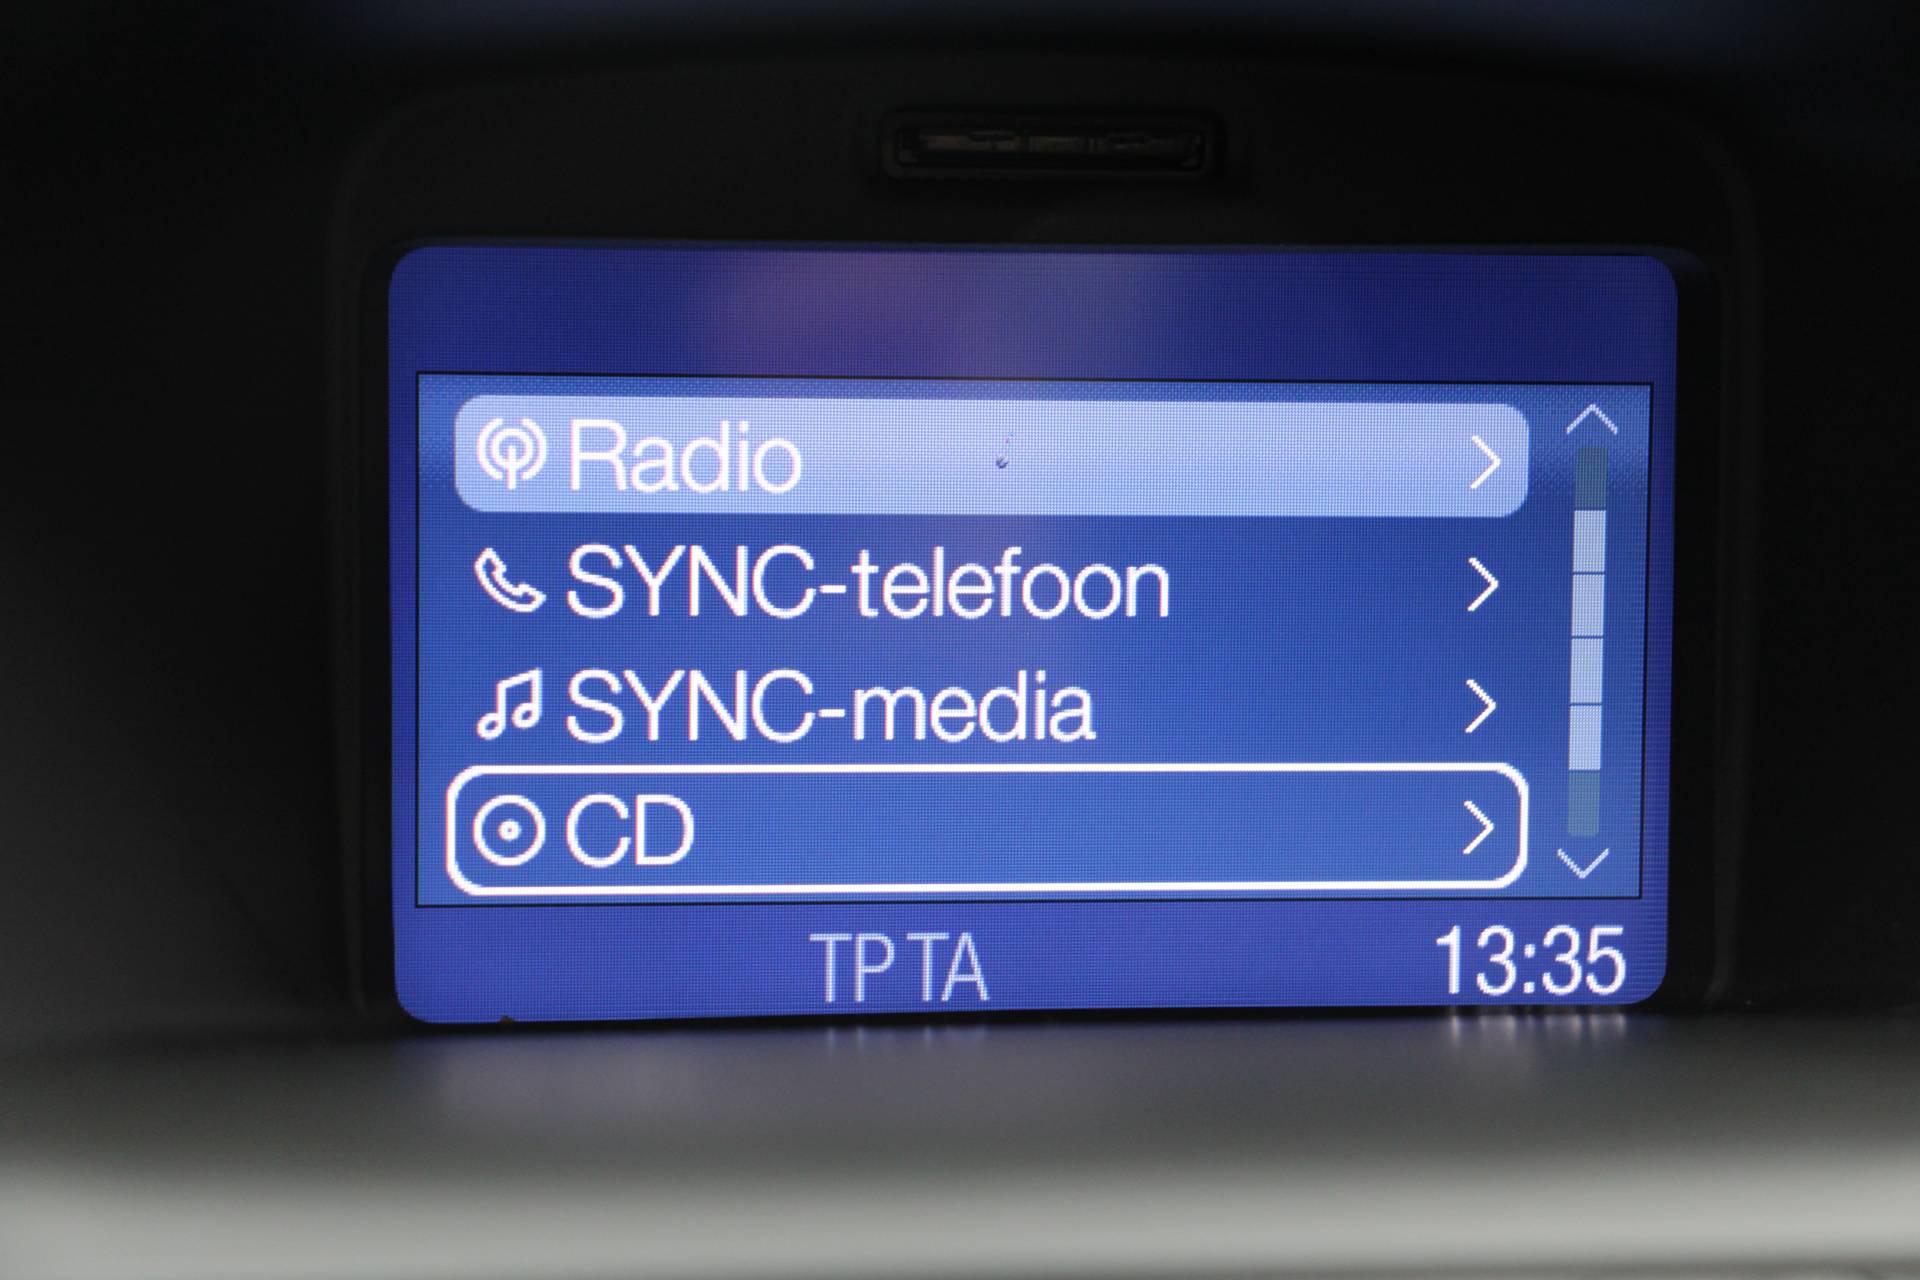 Radio
SYNC-telefoon
SYNC-media
CD
TP TA 13:35